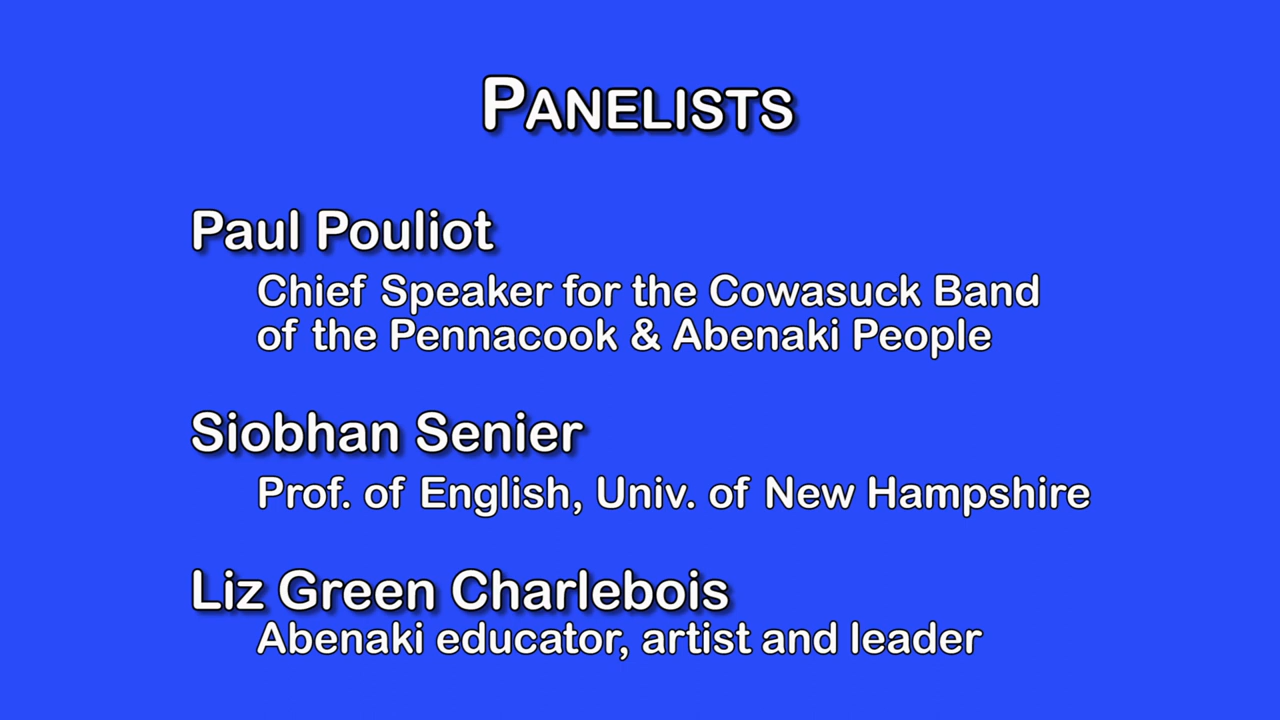 PANELISTS
Paul Pouliot
Chief Speaker for the Cowasuck Band
of the Pennacook & Abenaki People
Siobhan Senier
Prof. of English, Univ. of New Hampshire
Liz Green Charlebois
Abenaki educator, artist and leader